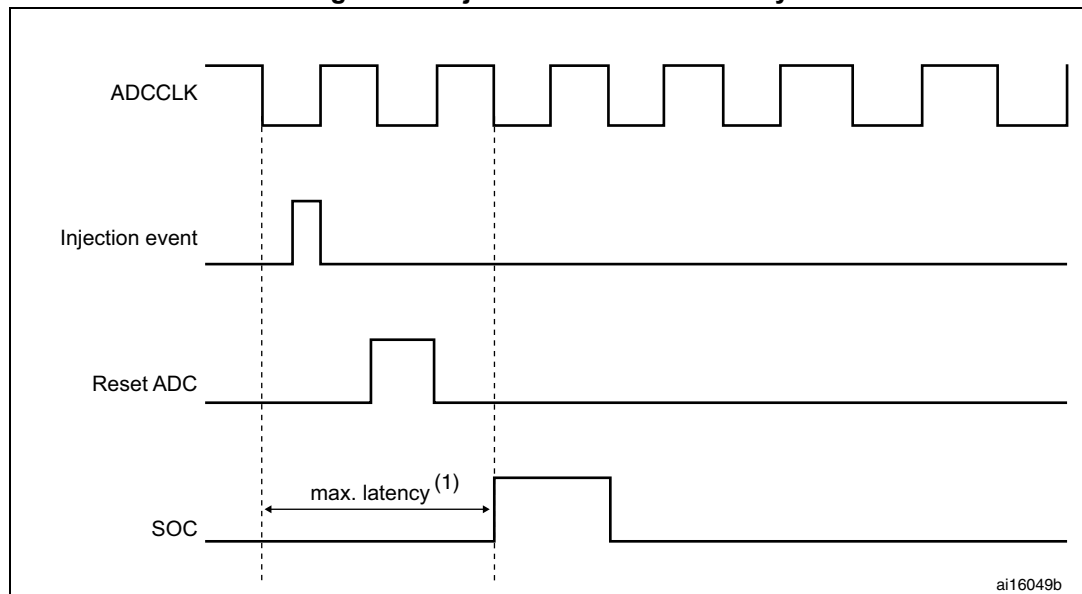 ADCCLK
Injection event
Reset ADC
max. latency (1)
SOC
ai16049b